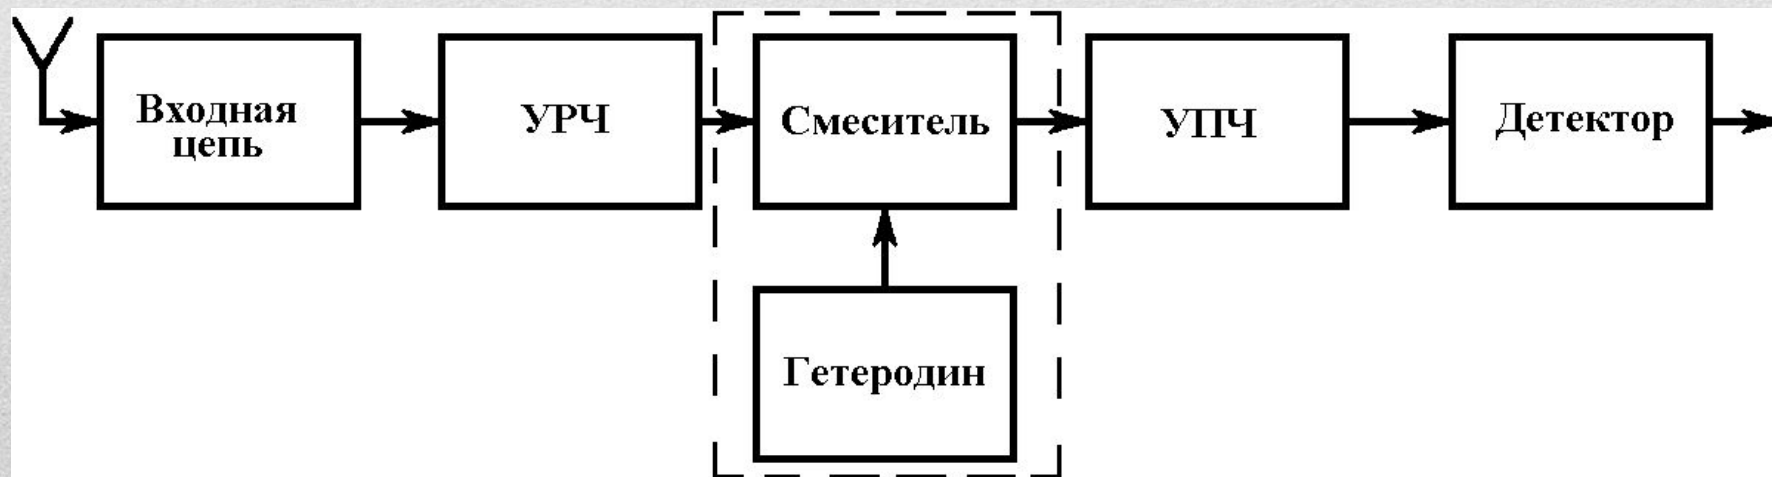 Входная
цепь
УРЧ
Смеситель
УПЧ
Детектор
Гетеродин